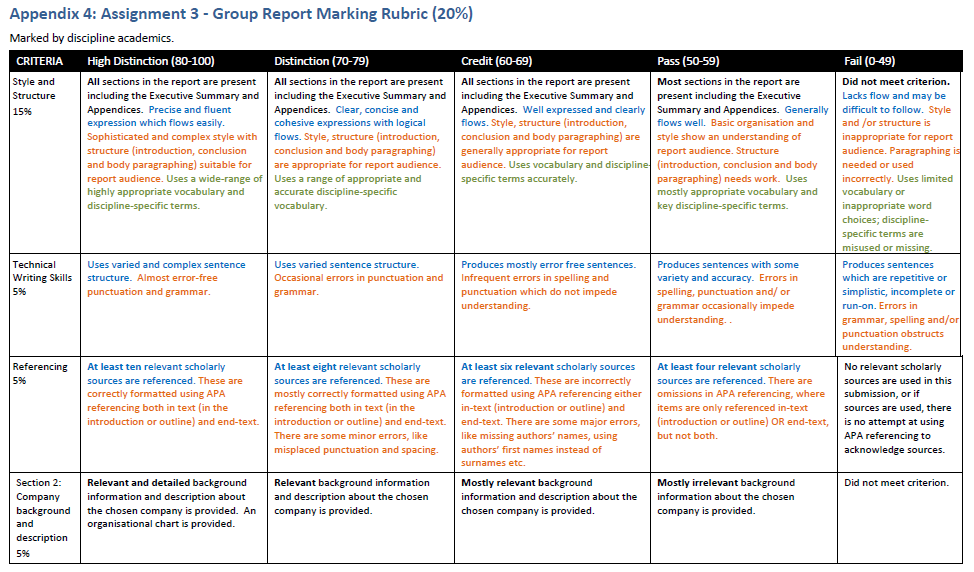 Appendix 4: Assignment 3 - Group Report Marking Rubric (20%)
Marked by discipline academics.
CRITERIA
High Distinction (80-100)
Distinction (70-79)
Credit (60-69)
Pass (50-59)
Fail (0-49)
Style and
Structure
15%
All sections in the report are present
including the Executive Summary and
Appendices. Precise and fluent
expression which flows easily.
Sophisticated and complex style with
structure (introduction, conclusion
and body paragraphing) suitable for
report audience. Uses a wide-range of
highly appropriate vocabulary and
discipline-specific terms.
All sections in the report are present
including the Executive Summary and
Appendices. Clear, concise and
cohesive expressions with logical
flows. Style, structure (introduction,
conclusion and body paragraphing)
are appropriate for report audience.
Uses a range of appropriate and
accurate discipline-specific
vocabulary.
All sections in the report are present
including the Executive Summary and
Appendices. Well expressed and clearly
flows. Style, structure (introduction,
conclusion and body paragraphing) are
generally appropriate for report
audience. Uses vocabulary and discipline-
specific terms accurately.
Most sections in the report are
present including the Executive
Summary and Appendices. Generally
flows well. Basic organisation and
style show an understanding of
report audience. Structure
(introduction, conclusion and body
paragraphing) needs work. Uses
mostly appropriate vocabulary and
key discipline-specific terms.
Did not meet criterion.
Lacks flow and may be
difficult to follow. Style
and /or structure is
inappropriate for report
audience. Paragraphing is
needed or used
incorrectly. Uses limited
vocabulary or
inappropriate word
choices; discipline-
specific terms are
misused or missing.
Technical
Writing Skills
5%
Uses varied and complex sentence
structure. Almost error-free
punctuation and grammar.
Uses varied sentence structure.
Occasional errors in punctuation and
grammar.
Produces mostly error free sentences.
Infrequent errors in spelling and
punctuation which do not impede
understanding.
Produces sentences with some
variety and accuracy. Errors in
spelling, punctuation and/ or
grammar occasionally impede
understanding. .
Produces sentences
which are repetitive or
simplistic, incomplete or
run-on. Errors in
grammar, spelling and/or
punctuation obstructs
understanding.
Referencing
5%
At least ten relevant scholarly
sources are referenced. These are
correctly formatted using APA
referencing both in text (in the
introduction or outline) and end-text.
At least eight relevant scholarly
sources are referenced. These are
mostly correctly formatted using APA
referencing both in text (in the
introduction or outline) and end-text.
There are some minor errors, like
misplaced punctuation and spacing.
At least six relevant scholarly sources
are referenced. These are incorrectly
formatted using APA referencing either
in-text (introduction or outline) and
end-text. There are some major errors,
like missing authors' names, using
authors' first names instead of
surnames etc.
At least four relevant scholarly
sources are referenced. There are
omissions in APA referencing, where
items are only referenced in-text
(introduction or outline) OR end-text,
but not both.
No relevant scholarly
sources are used in this
submission, or if
sources are used, there
is no attempt at using
APA referencing to
acknowledge sources.
Section 2:
Company
background
and
description
5%
Relevant and detailed background
information and description about
the chosen company is provided. An
organisational chart is provided.
Relevant background information
and description about the chosen
company is provided.
Mostly relevant background
information and description about the
chosen company is provided.
Mostly irrelevant background
information about the chosen
company is provided.
Did not meet criterion.